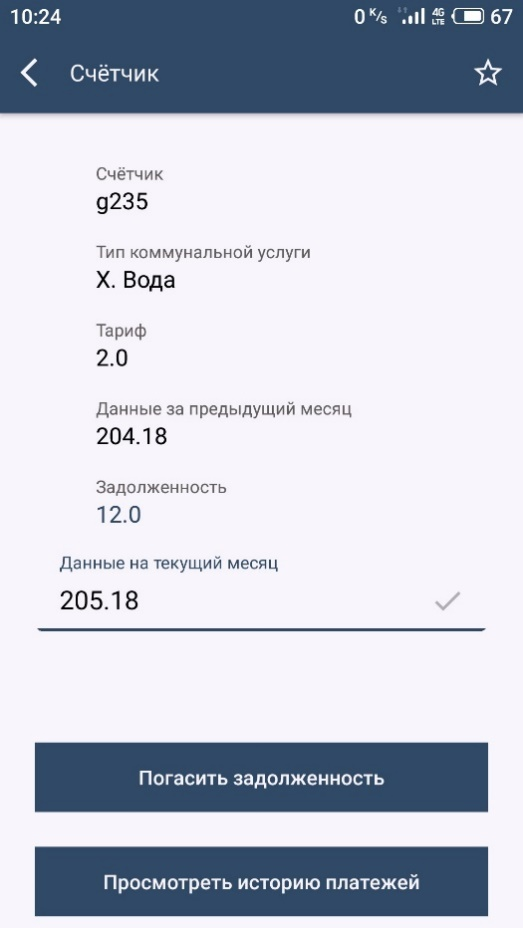 10:24 0 K/s 4G LTE 67
Счётчик
Счётчик
g235
Тип коммунальной услуги
Х. Вода
Тариф
2.0
Данные за предыдущий месяц
204.18
Задолженность
12.0
Данные на текущий месяц
205.18
Погасить задолженность
Просмотреть историю платежей